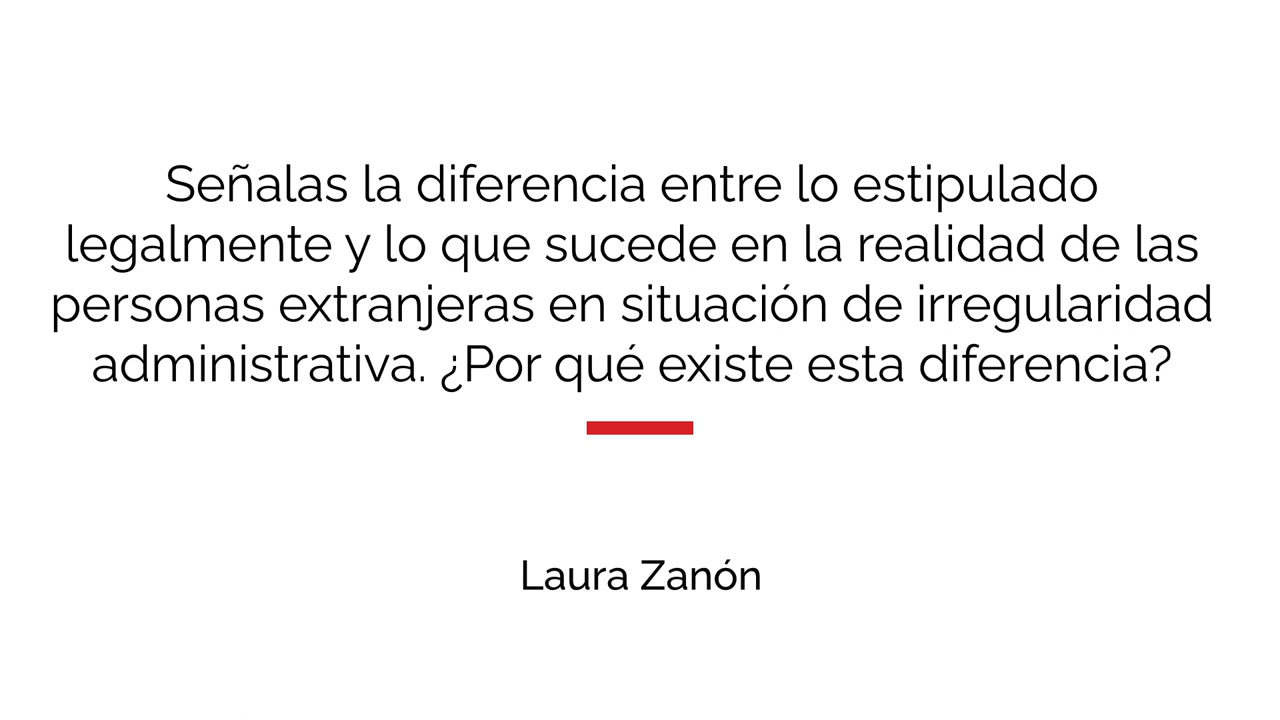 Señalas la diferencia entre lo estipulado
legalmente y lo que sucede en la realidad de las
personas extranjeras en situación de irregularidad
administrativa. ¿Por qué existe esta diferencia?
Laura Zanón